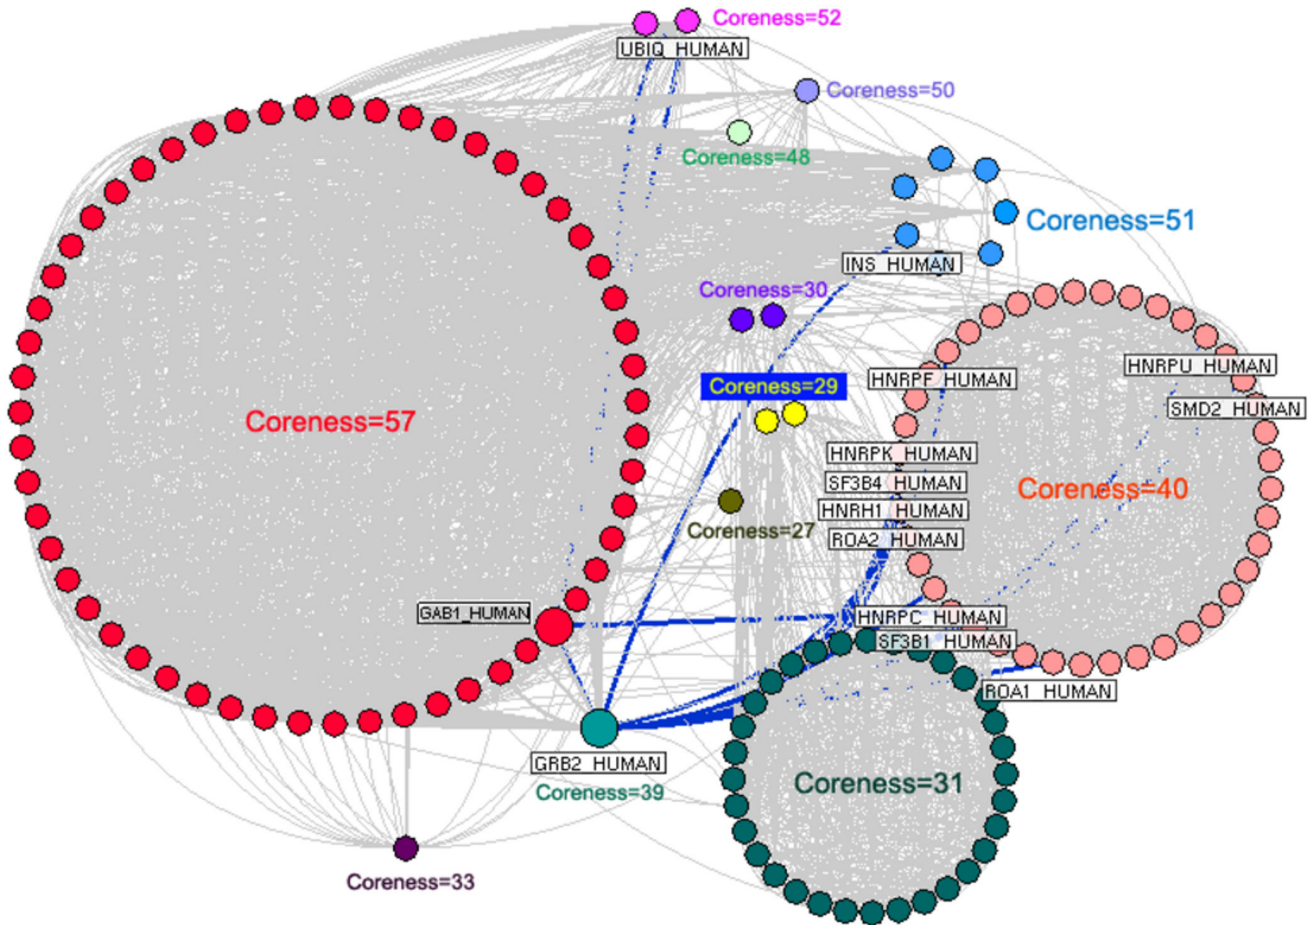 Coreness=52
UBIQ_HUMAN
Coreness=50
Coreness=48
Coreness=51
INS_HUMAN
Coreness=30
HNRPU_HUMAN
HNRPF_HUMAN
Coreness=29
SMD2_HUMAN
Coreness=57
HNRPK_HUMAN
SF3B4_HUMAN
Coreness=40
HNRH1_HUMAN
Coreness=27
ROA2_HUMAN
GAB1_HUMAN
HNRPC_HUMAN
SF3B1_HUMAN
ROA1_HUMAN
GRB2_HUMAN
Coreness=39
Coreness=31
Coreness=33